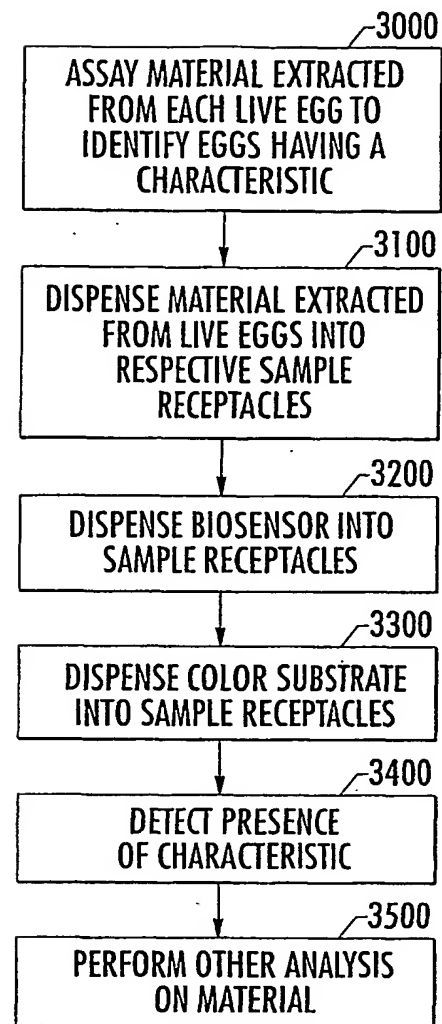 3000
ASSAY MATERIAL EXTRACTED
FROM EACH LIVE EGG TO
IDENTIFY EGGS HAVING A
CHARACTERISTIC
3100
DISPENSE MATERIAL EXTRACTED
FROM LIVE EGGS INTO
RESPECTIVE SAMPLE
RECEPTACLES
3200
DISPENSE BIOSENSOR INTO
SAMPLE RECEPTACLES
3300
DISPENSE COLOR SUBSTRATE
INTO SAMPLE RECEPTACLES
3400
DETECT PRESENCE
OF CHARACTERISTIC
3500
PERFORM OTHER ANALYSIS
ON MATERIAL